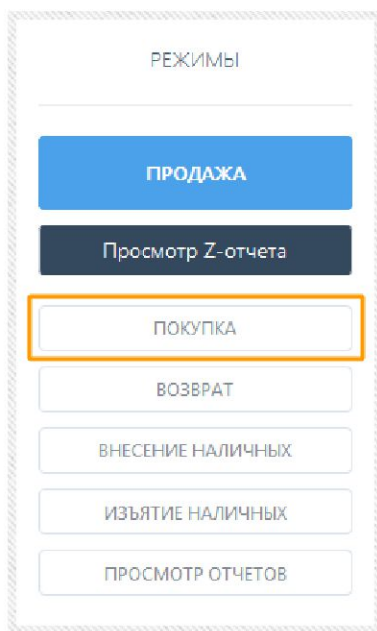 РЕЖИМЫ
ПРОДАЖА
Просмотр Z-отчета
ПОКУПКА
ВОЗВРАТ
ВНЕСЕНИЕ НАЛИЧНЫХ
ИЗЪЯТИЕ НАЛИЧНЫХ
ПРОСМОТР ОТЧЕТОВ